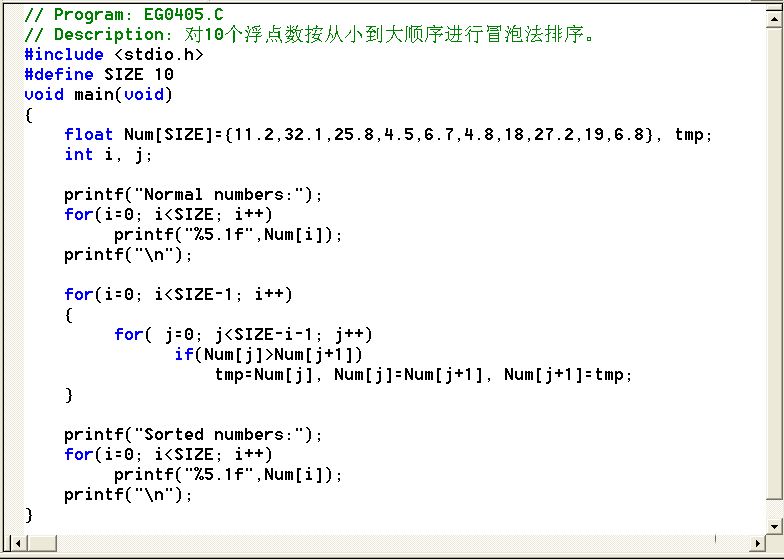 // Program: EG0405.C
// Description: 对10个浮点数按从小到大顺序进行冒泡法排序。
#include <stdio.h>
#define SIZE 10
void main(void)
{
    float Num[SIZE]={11.2,32.1,25.8,4.5,6.7,4.8,18,27.2,19,6.8}, tmp;
    int i, j;
    printf("Normal numbers:");
    for(i=0; i<SIZE; i++)
         printf("%5.1f",Num[i]);
    printf("\n");
    for(i=0; i<SIZE-1; i++)
    {
         for( j=0; j<SIZE-i-1; j++)
               if(Num[j]>Num[j+1])
                   tmp=Num[j], Num[j]=Num[j+1], Num[j+1]=tmp;
    }
    printf("Sorted numbers:");
    for(i=0; i<SIZE; i++)
         printf("%5.1f",Num[i]);
    printf("\n");
}